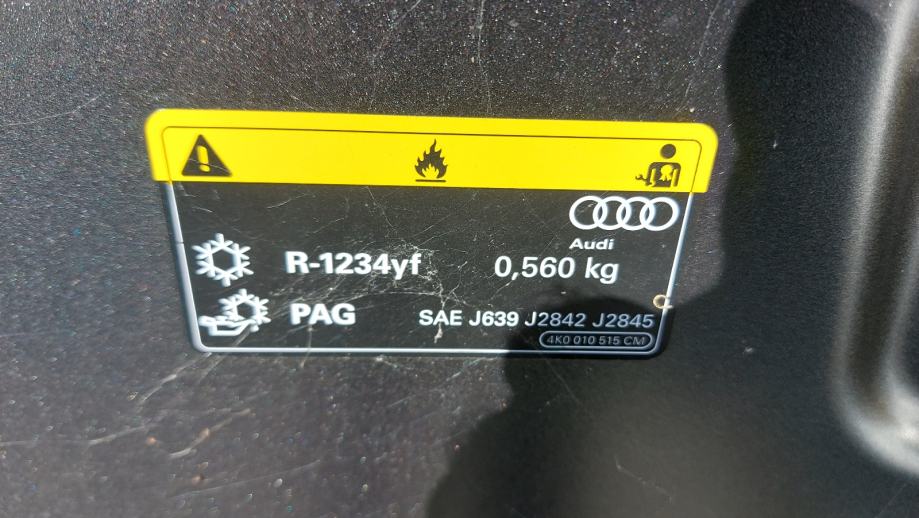 Audi
R-1234yf 0,560 kg
PAG SAE J639 J2842 J2845
4K0 010 515 CM